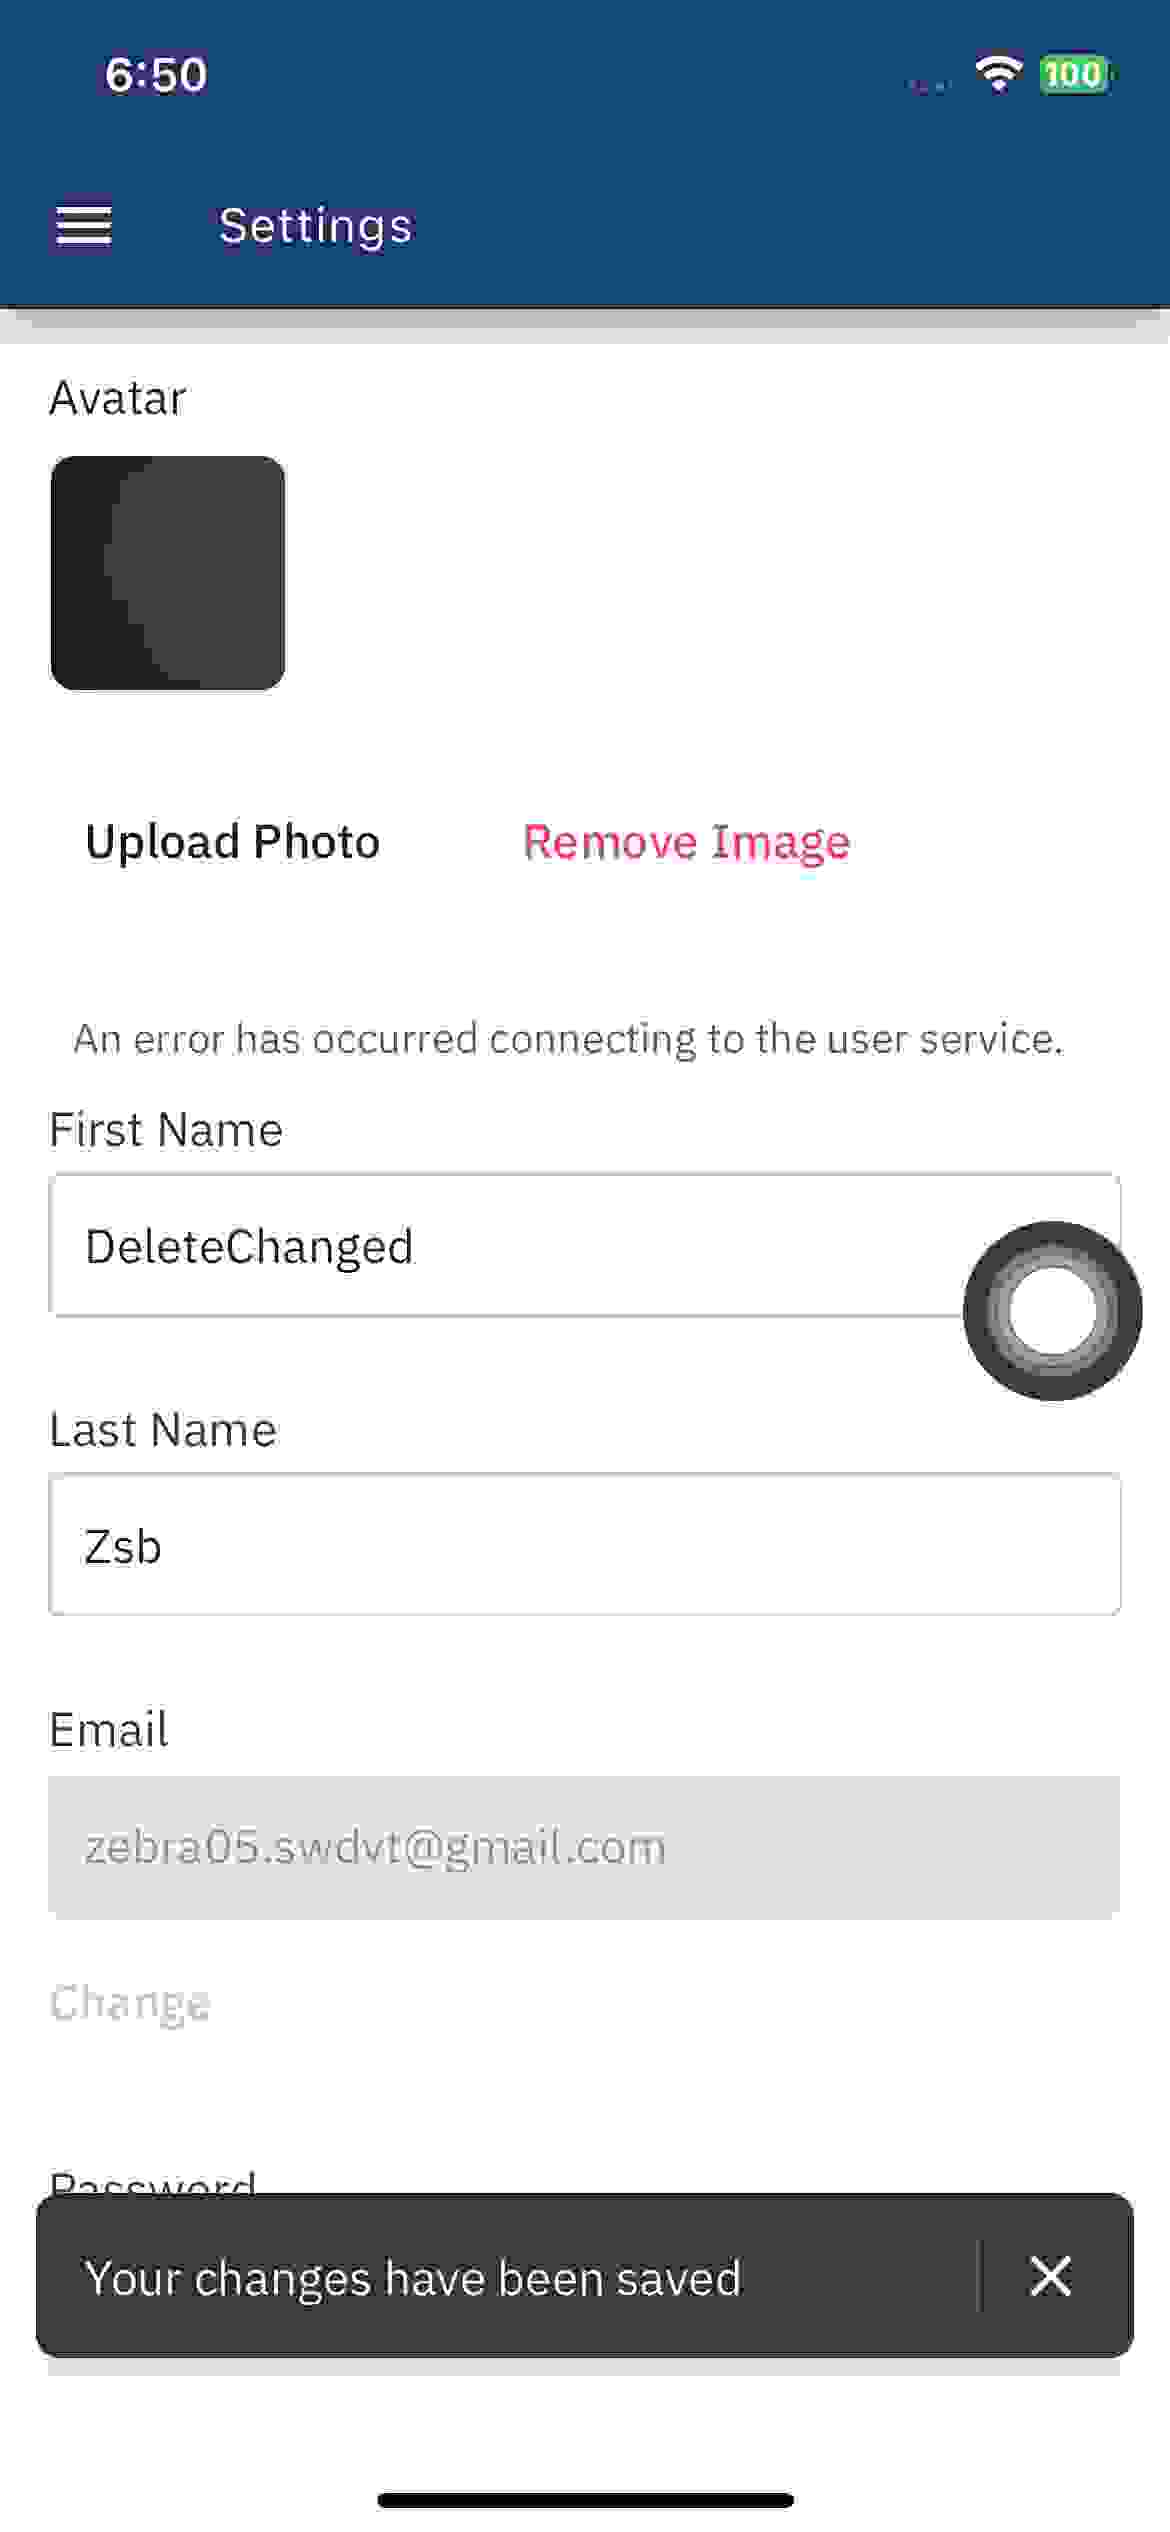 6:50
100
Settings
Avatar
Upload Photo
Remove Image
An error has occurred connecting to the user service.
First Name
DeleteChanged
Last Name
Zsb
Email
zebra05.swdvt@gmail.com
Change
Password
Your changes have been saved